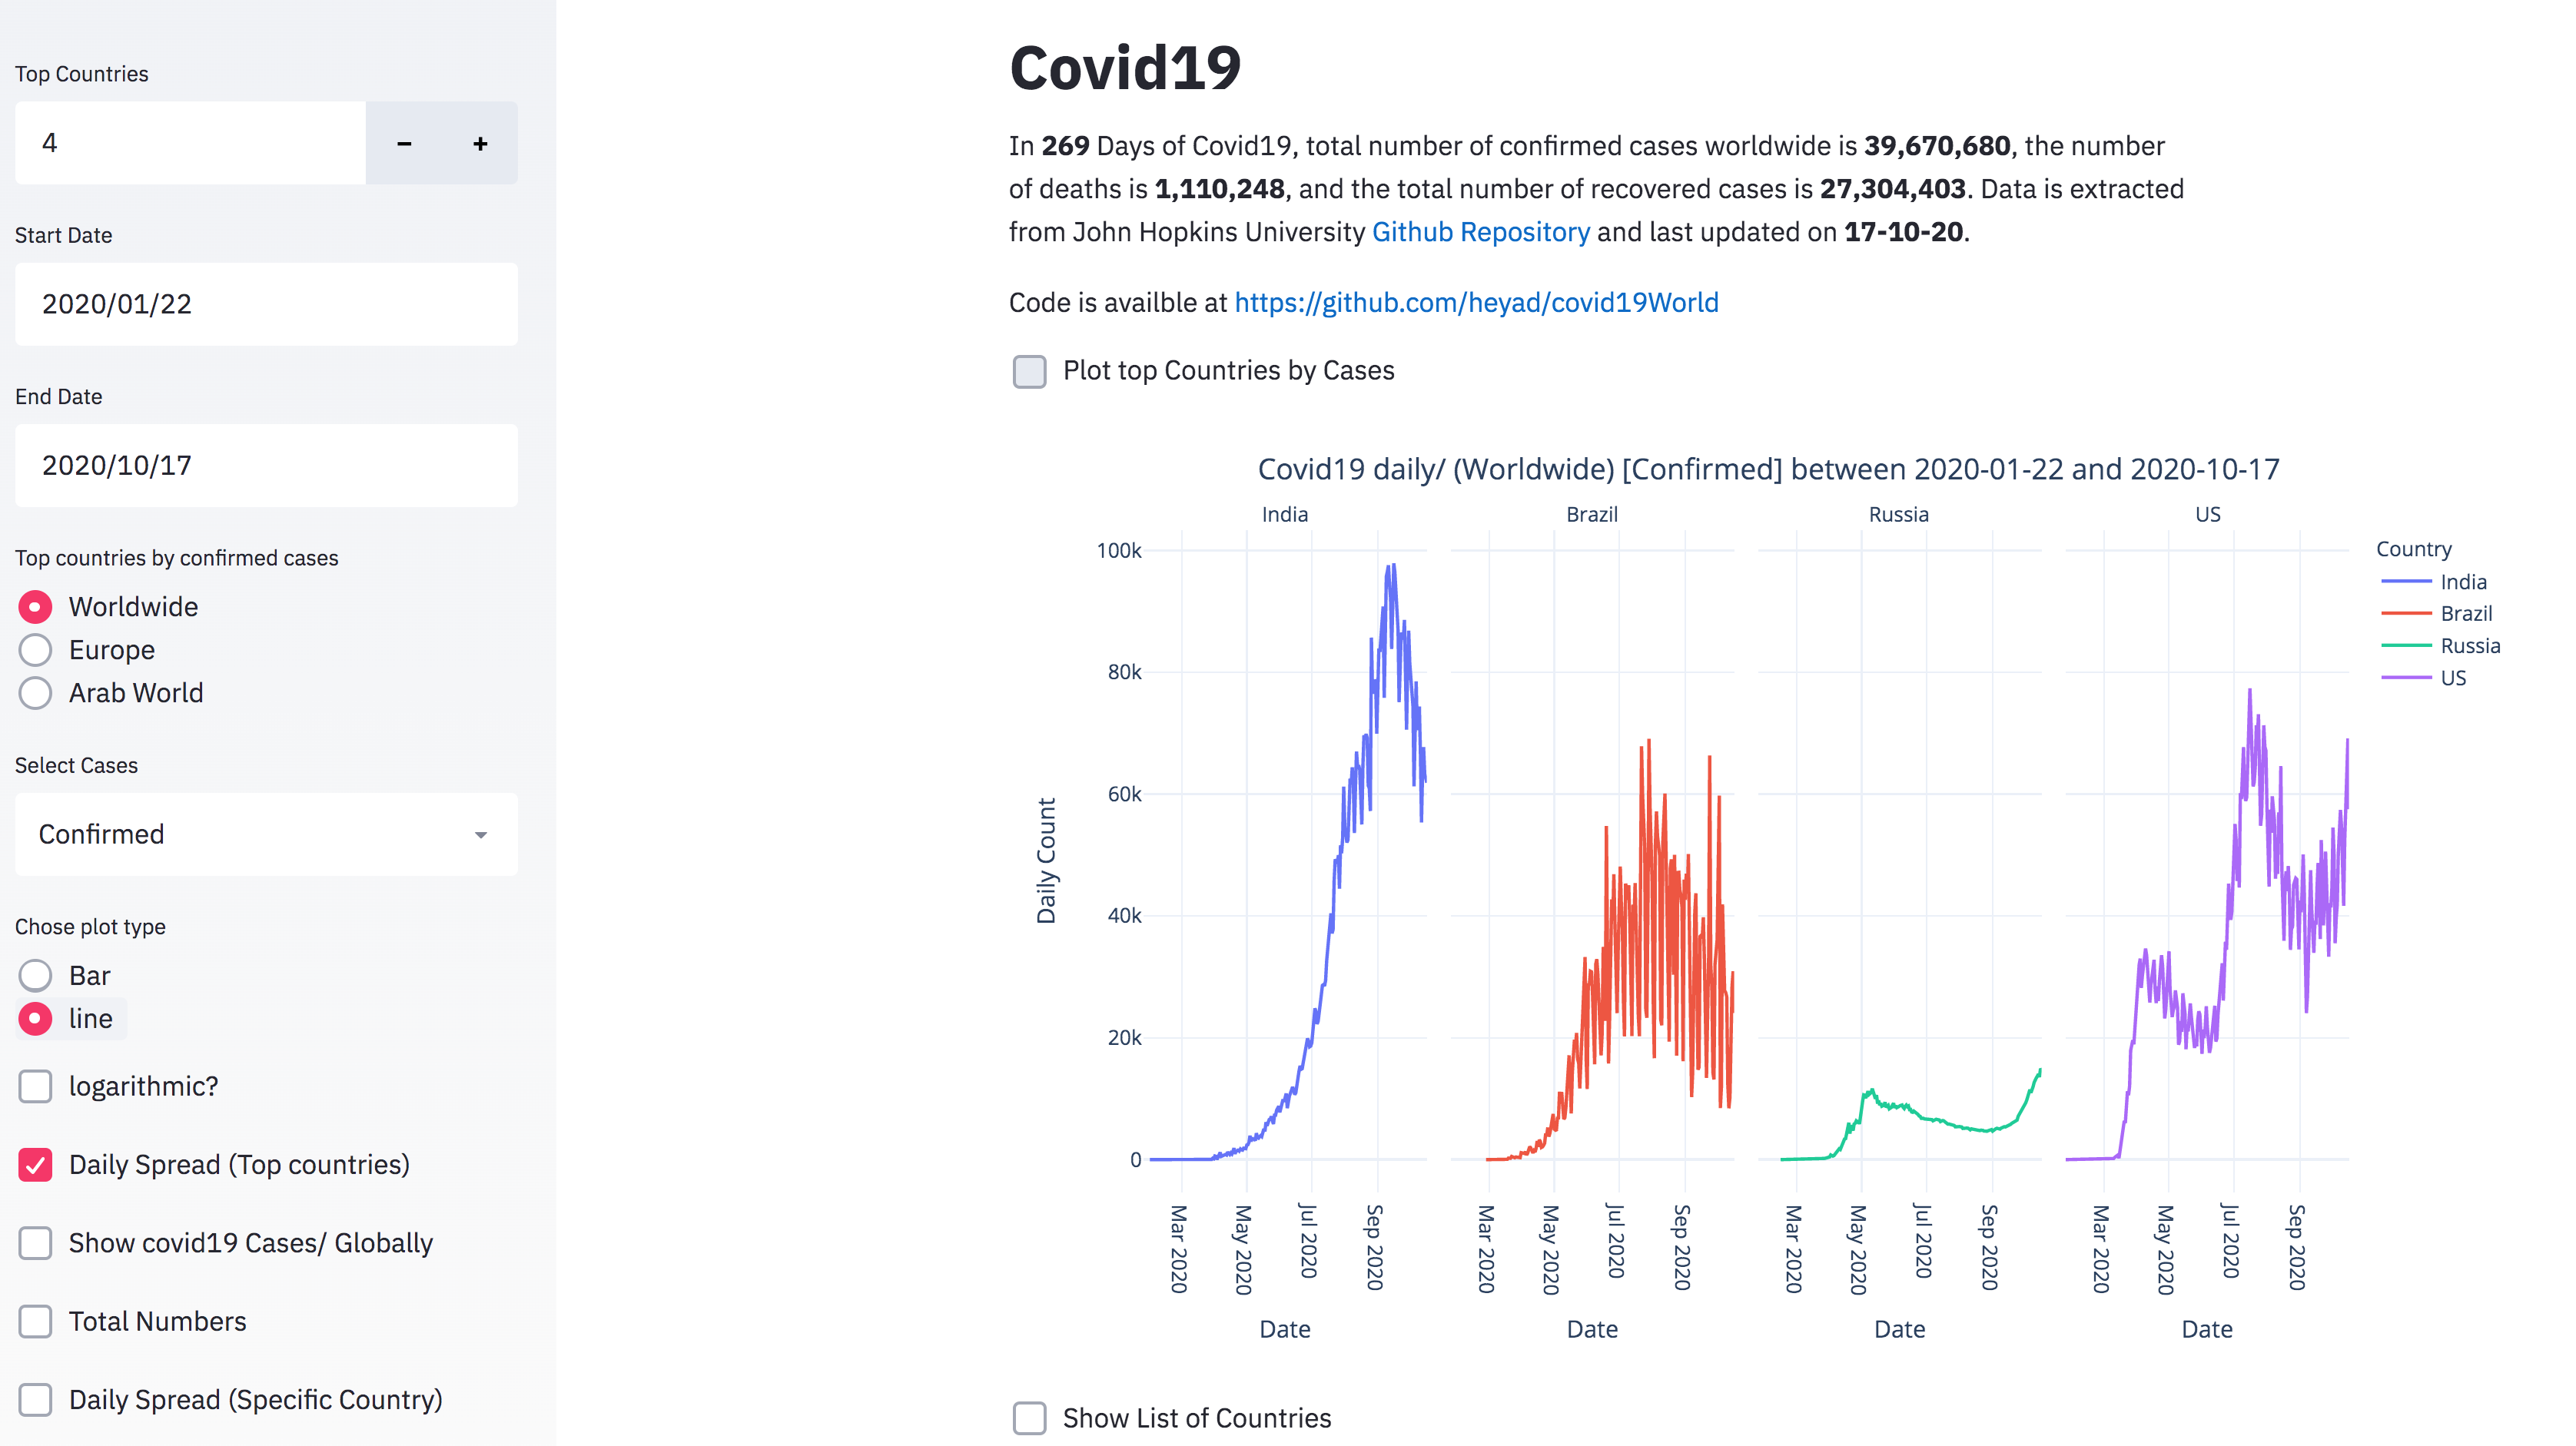 Top Countries
4
− +
Start Date
2020/01/22
End Date
2020/10/17
Top countries by confirmed cases
Worldwide
Europe
Arab World
Select Cases
Confirmed
Chose plot type
Bar
line
logarithmic?
Daily Spread (Top countries)
Show covid19 Cases/ Globally
Total Numbers
Daily Spread (Specific Country)
Covid19
In 269 Days of Covid19, total number of confirmed cases worldwide is 39,670,680, the number
of deaths is 1,110,248, and the total number of recovered cases is 27,304,403. Data is extracted
from John Hopkins University Github Repository and last updated on 17-10-20.
Code is availble at https://github.com/heyad/covid19World
Plot top Countries by Cases
Covid19 daily/ (Worldwide) [Confirmed] between 2020-01-22 and 2020-10-17
India Brazil Russia US
Daily Count
100k
80k
60k
40k
20k
0
Mar 2020 May 2020 Jul 2020 Sep 2020 Mar 2020 May 2020 Jul 2020 Sep 2020 Mar 2020 May 2020 Jul 2020 Sep 2020 Mar 2020 May 2020 Jul 2020 Sep 2020
Date Date Date Date
Country
India
Brazil
Russia
US
Show List of Countries